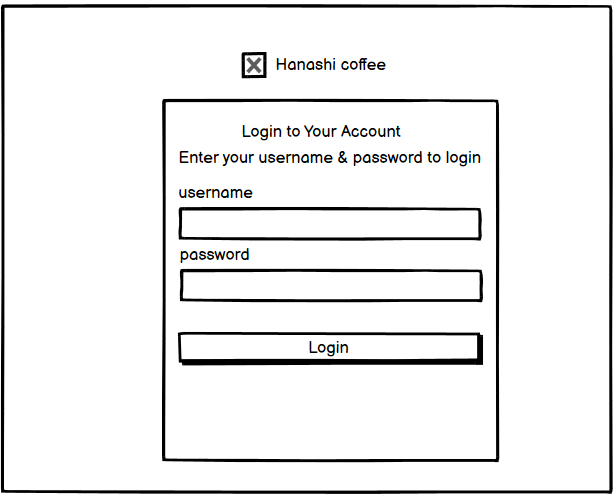 Hanashi coffee
Login to Your Account
Enter your username & password to login
username
password
Login